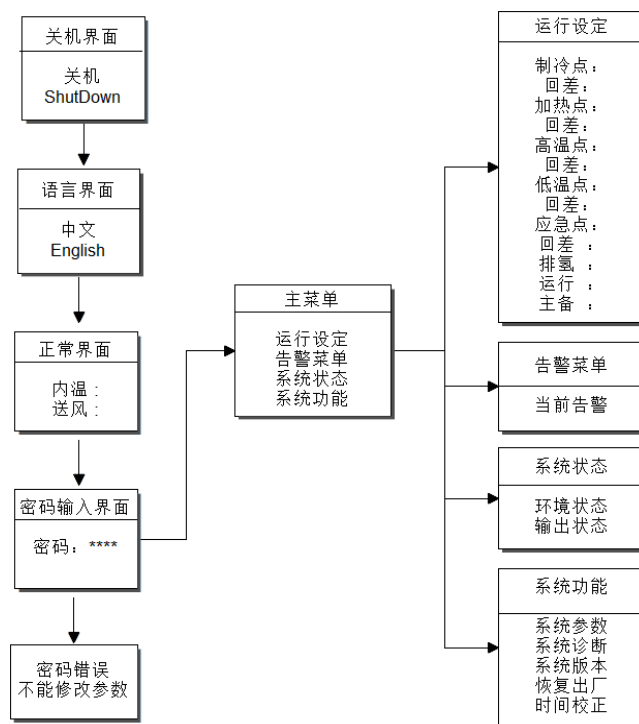 关机界面
关机
ShutDown
语言界面
中文
English
正常界面
内温：
送风：
密码输入界面
密码：****
密码错误
不能修改参数
主菜单
运行设定
告警菜单
系统状态
系统功能
运行设定
制冷点：
回差：
加热点：
回差：
高温点：
回差：
低温点：
回差：
应急点：
回差 ：
排氢 ：
运行 ：
主备 ：
告警菜单
当前告警
系统状态
环境状态
输出状态
系统功能
系统参数
系统诊断
系统版本
恢复出厂
时间校正